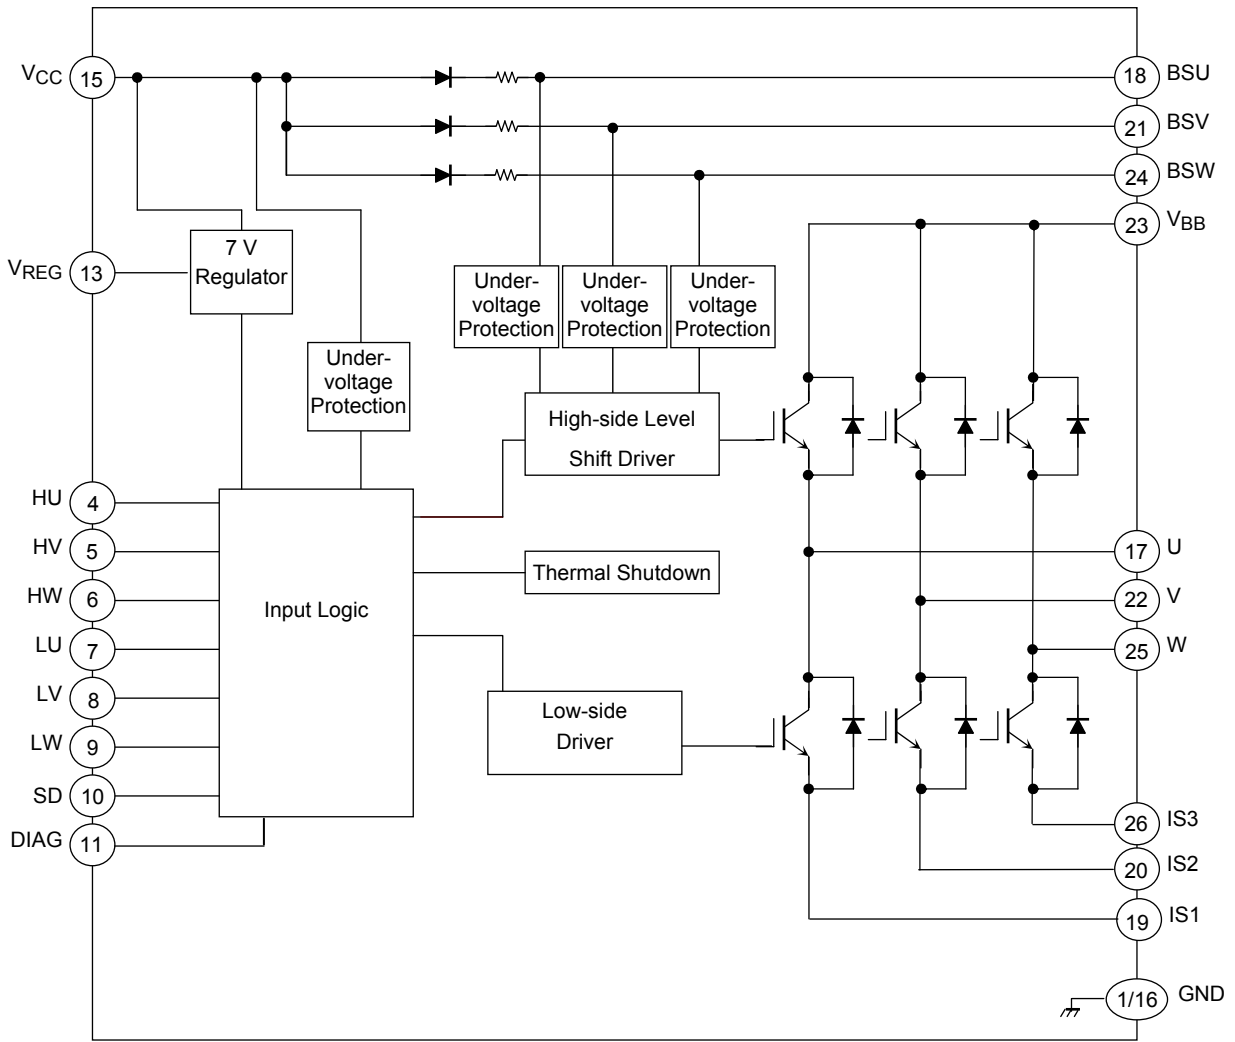 VCC 15
18 BSU
21 BSV
24 BSW
23 VBB
VREG 13
7 V
Regulator
Under-
voltage
Protection
Under-
voltage
Protection
Under-
voltage
Protection
Under-
voltage
Protection
High-side Level
Shift Driver
HU 4
HV 5
HW 6
LU 7
LV 8
LW 9
SD 10
DIAG 11
Input Logic
Thermal Shutdown
Low-side
Driver
17 U
22 V
25 W
26 IS3
20 IS2
19 IS1
1/16 GND